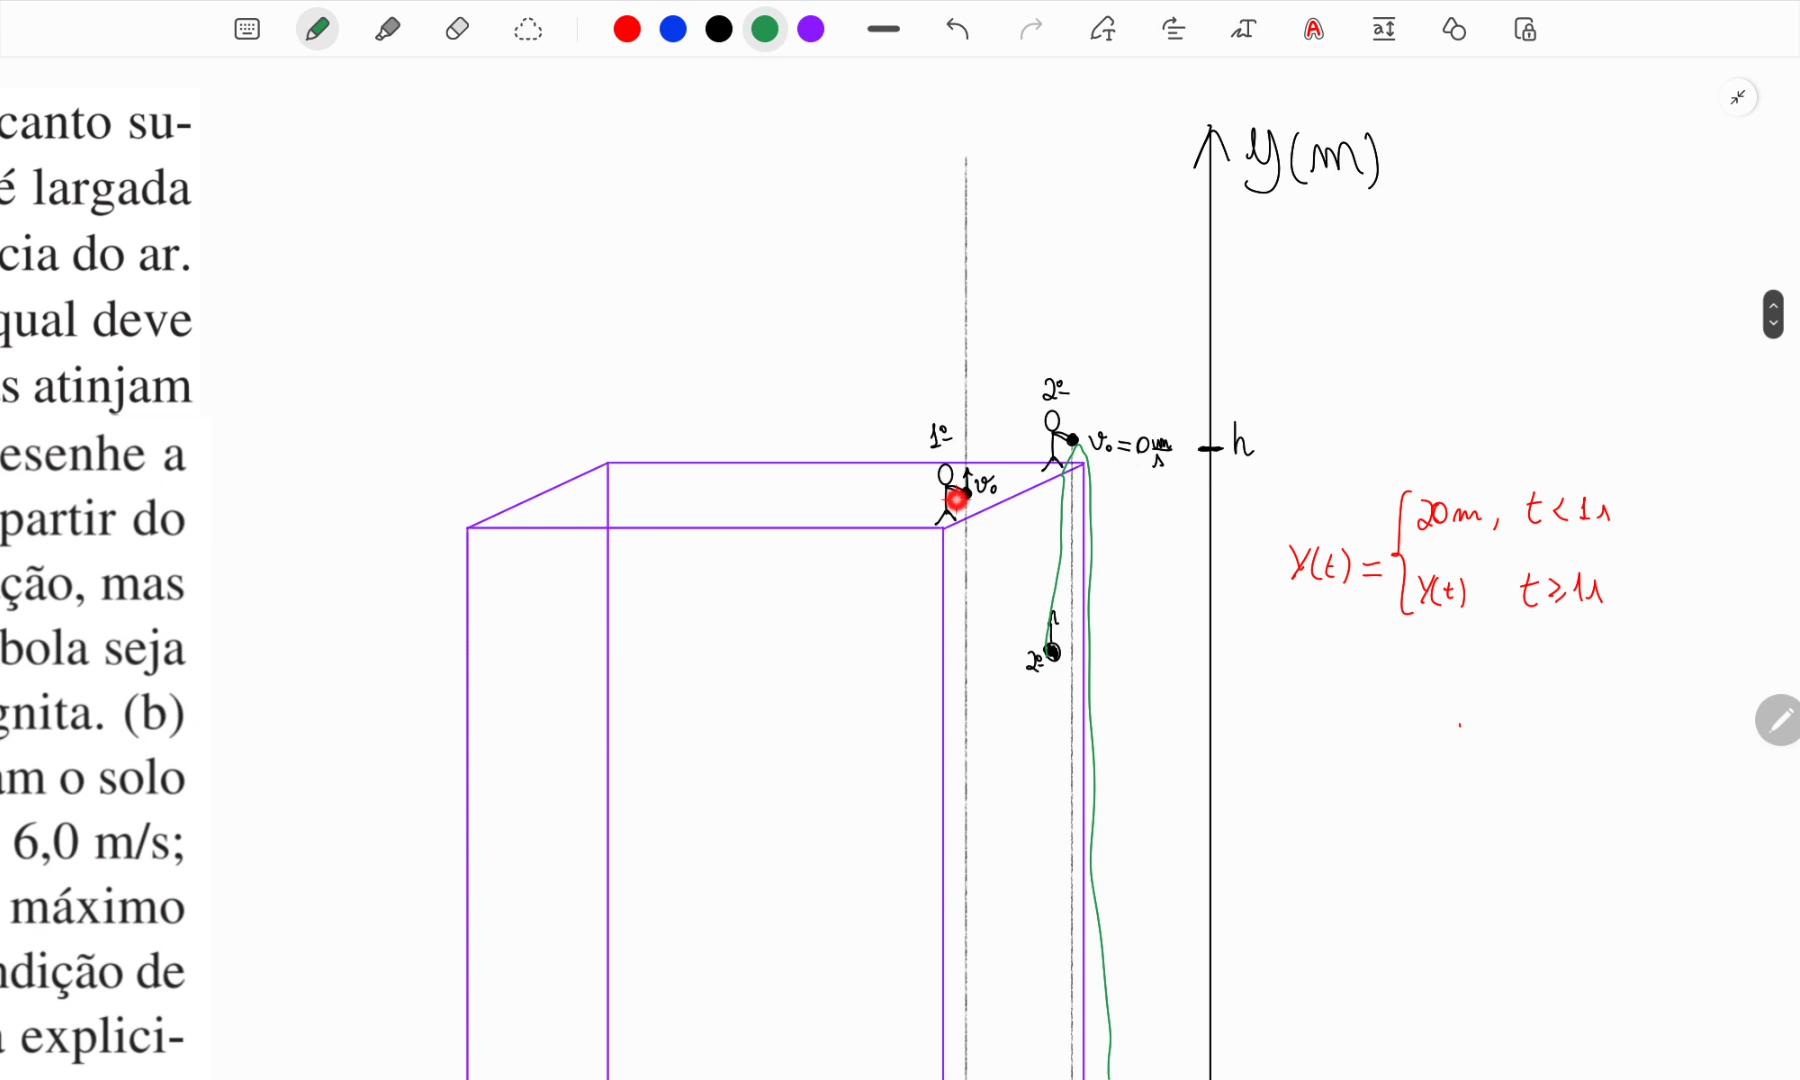 canto su-
é largada
cia do ar.
qual deve
s atinjam
esenhe a
partir do
ção, mas
bola seja
gnita. (b)
am o solo
6,0 m/s;
máximo
ndição de
a explici-
y(m)
2º
1º
v₀ = 0 m/s
h
v₀
Y(t) = { 20m, t < 1s
Y(t) t ≥ 1s
2º